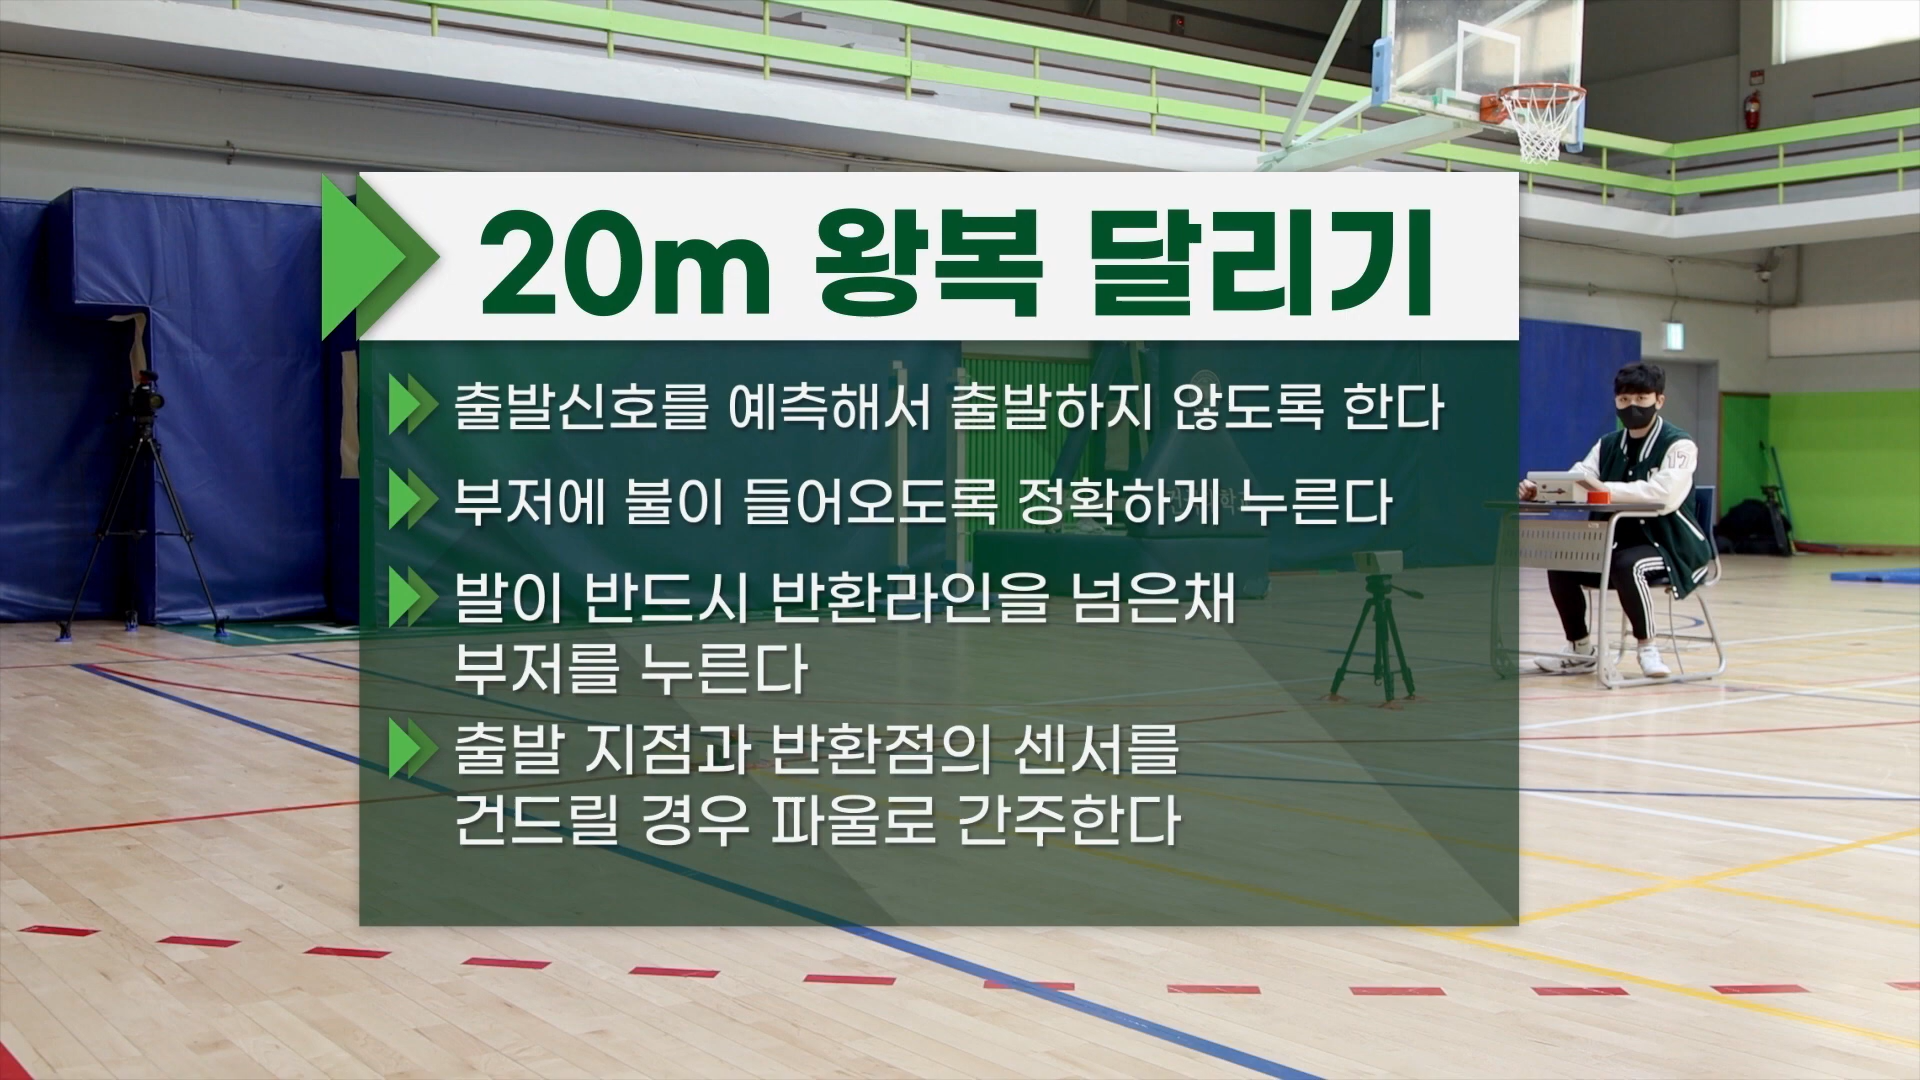 20m 왕복 달리기
출발신호를 예측해서 출발하지 않도록 한다
부저에 불이 들어오도록 정확하게 누른다
발이 반드시 반환라인을 넘은채
부저를 누른다
출발 지점과 반환점의 센서를
건드릴 경우 파울로 간주한다
17